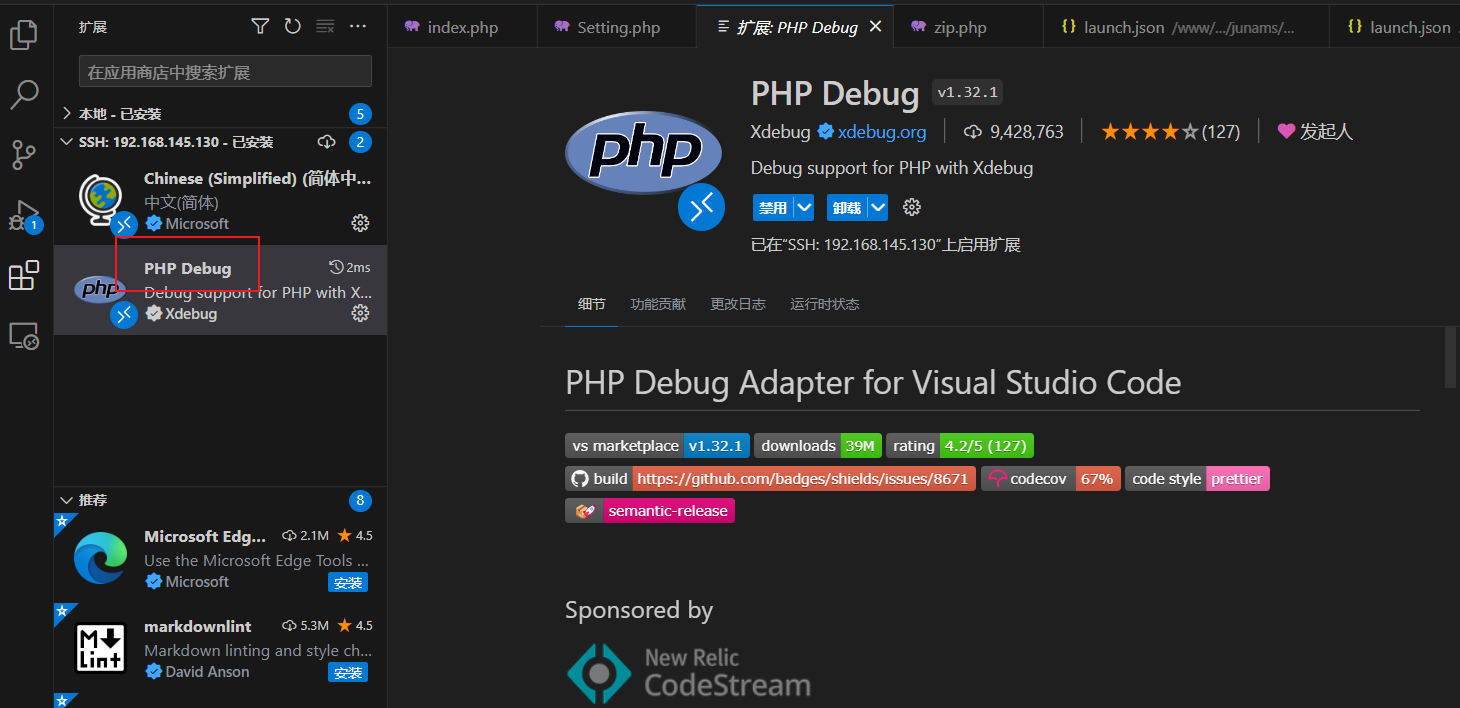 扩展
index.php
Setting.php
扩展: PHP Debug
zip.php
launch.json /www/.../junams/...
launch.json
在应用商店中搜索扩展
本地 - 已安装
5
SSH: 192.168.145.130 - 已安装
2
Chinese (Simplified) (简体中...
中文(简体)
Microsoft
1
PHP Debug
2ms
php
Debug support for PHP with X...
Xdebug
推荐
8
Microsoft Edg...
2.1M
4.5
Use the Microsoft Edge Tools ...
Microsoft
安装
M
Lint
markdownlint
5.3M
4.5
Markdown linting and style ch...
David Anson
安装
php
PHP Debug
v1.32.1
Xdebug
xdebug.org
9,428,763
(127)
发起人
Debug support for PHP with Xdebug
禁用
卸载
已在“SSH: 192.168.145.130”上启用扩展
细节
功能贡献
更改日志
运行时状态
PHP Debug Adapter for Visual Studio Code
vs marketplace v1.32.1
downloads 39M
rating 4.2/5 (127)
build https://github.com/badges/shields/issues/8671
codecov 67%
code style prettier
semantic-release
Sponsored by
New Relic
CodeStream